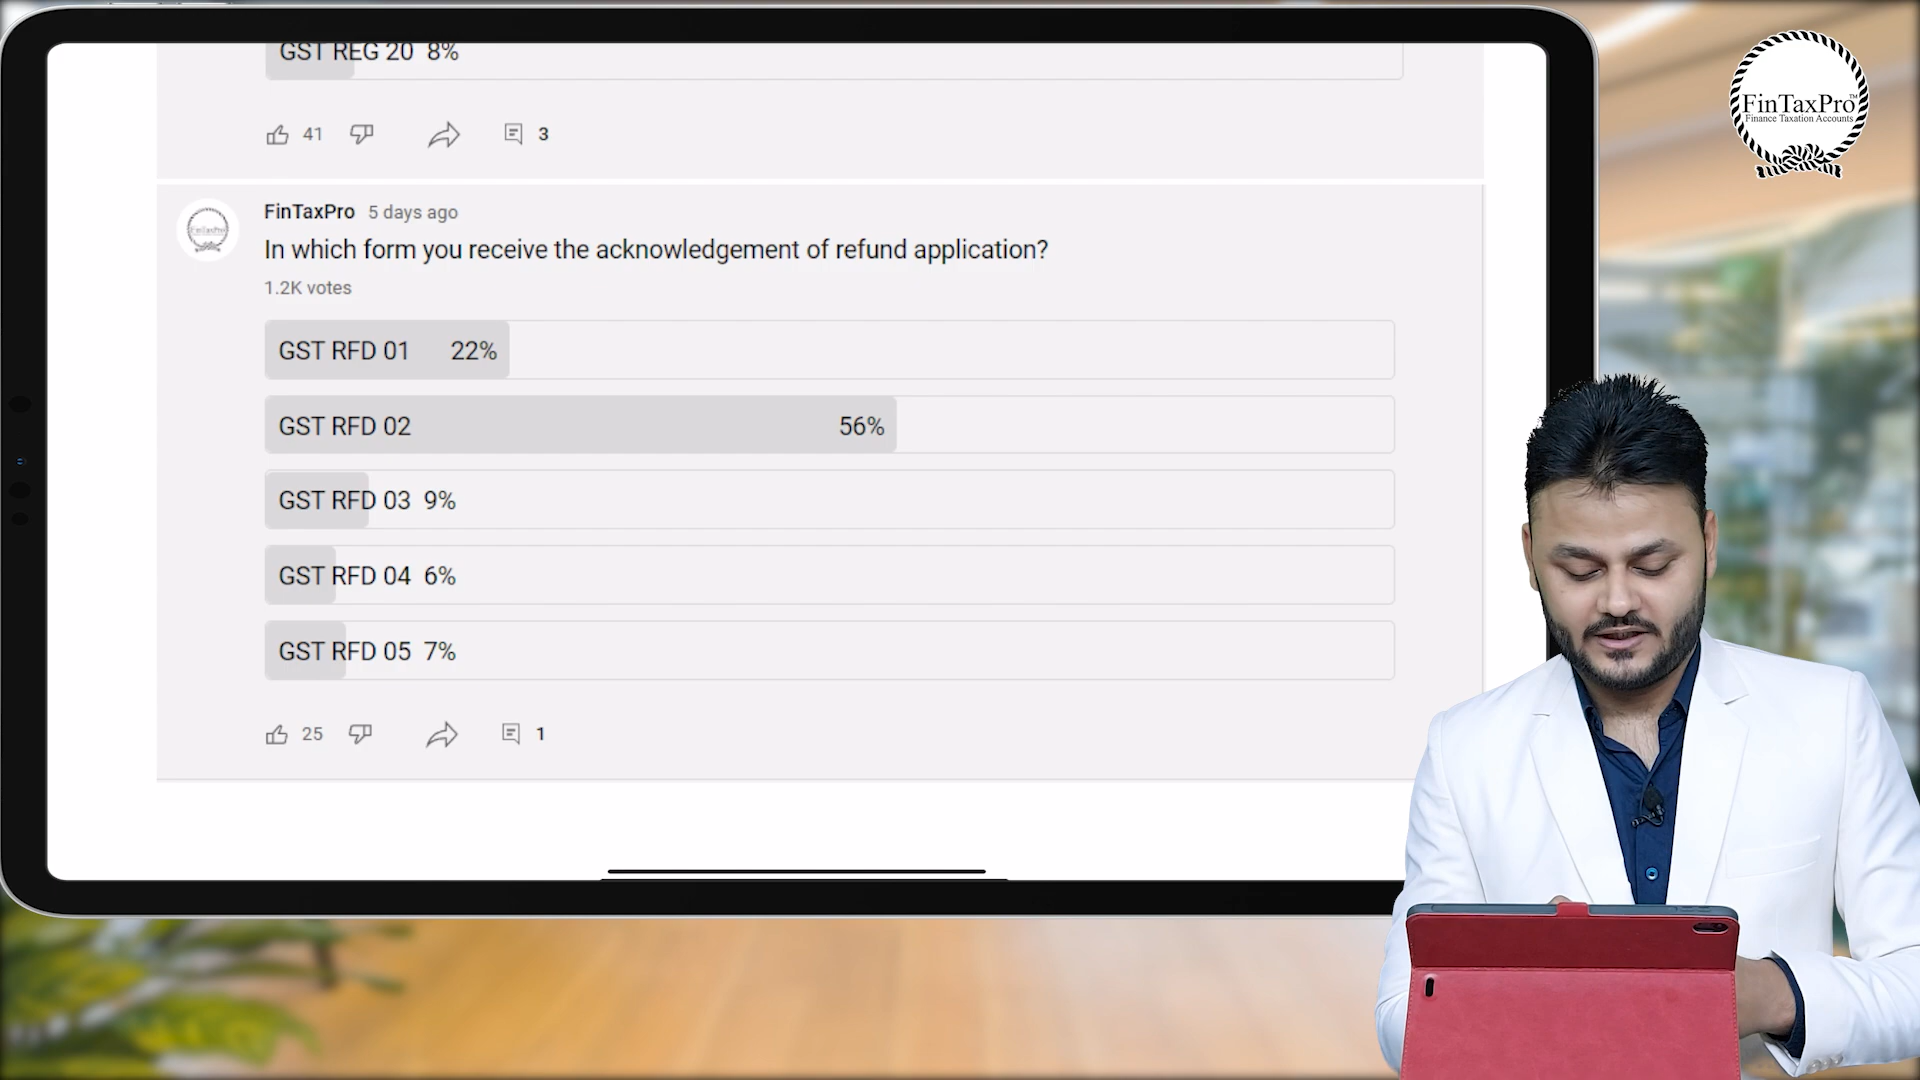 GST REG 20 8%
41
3
FinTaxPro™
Finance Taxation Accounts
FinTaxPro 5 days ago
In which form you receive the acknowledgement of refund application?
1.2K votes
GST RFD 01 22%
GST RFD 02 56%
GST RFD 03 9%
GST RFD 04 6%
GST RFD 05 7%
25
1